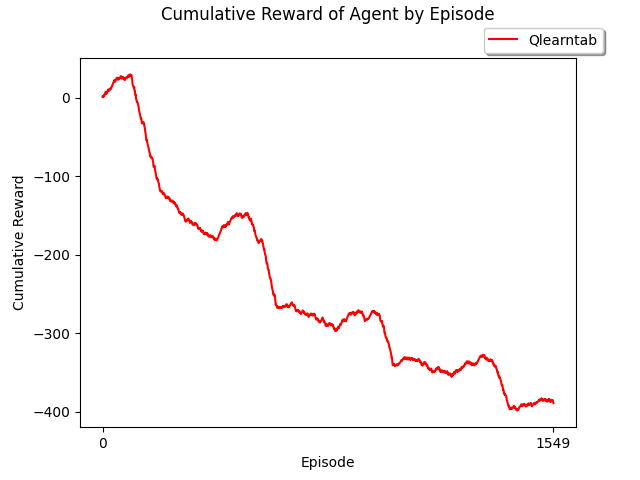 Cumulative Reward of Agent by Episode
Qlearntab
0
−100
−200
−300
−400
Cumulative Reward
0 1549
Episode